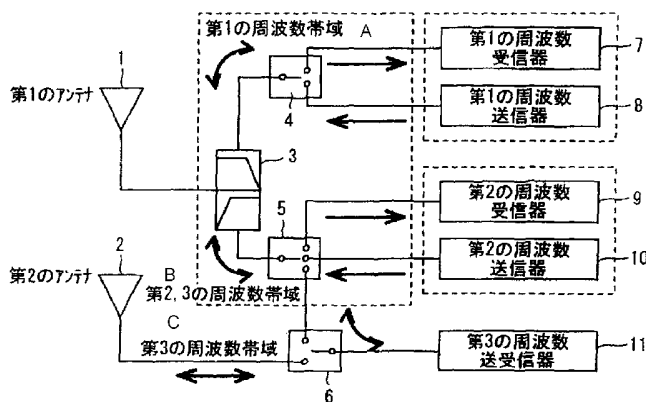 第1の周波数帯域 A
第1の周波数
受信器
7
1
第1のアンテナ
4
第1の周波数
送信器
8
3
第2の周波数
受信器
9
5
2
第2のアンテナ
第2の周波数
送信器
10
B
第2,3の周波数帯域
C
第3の周波数帯域
6
第3の周波数
送受信器
11